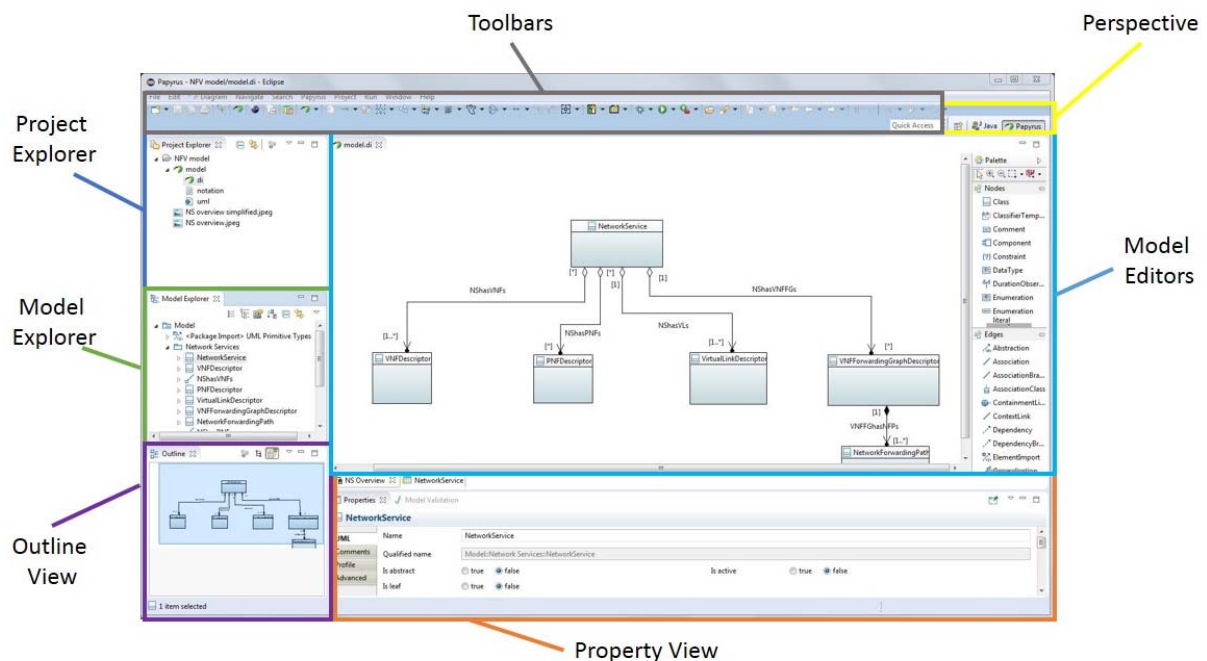 Toolbars
Perspective
Papyrus - NFV model/model.di - Eclipse
File Edit Diagram Navigate Search Papyrus Project Run Window Help
Quick Access
Java
Papyrus
Project
Explorer
Project Explorer
NFV model
model
di
notation
uml
NS overview simplified.jpeg
NS overview.jpeg
Model
Explorer
Model Explorer
Model
<Package Import> UML Primitive Types
Network Services
NetworkService
VNFDescriptor
NShasVNFs
PNFDescriptor
VirtualLinkDescriptor
VNFForwardingGraphDescriptor
NetworkForwardingPath
Outline
View
Outline
1 item selected
model.di
NetworkService
[*] [*] [1] [1]
NShasVNFs
NShasPNFs
NShasVLs
NShasVNFFGs
[1..*] [*] [1..*] [*]
VNFDescriptor
PNFDescriptor
VirtualLinkDescriptor
VNFForwardingGraphDescriptor
[1]
VNFFGhasNFPs
[1..*]
NetworkForwardingPath
Palette
Nodes
Class
ClassifierTemp...
Comment
Component
Constraint
DataType
DurationObser...
Enumeration
Enumeration
literal
Edges
Abstraction
Association
AssociationBra...
AssociationClass
ContainmentLi...
ContextLink
Dependency
DependencyBr...
ElementImport
Generalization
Model
Editors
NS Overview
NetworkService
Properties
Model Validation
NetworkService
UML
Comments
Profile
Advanced
Name NetworkService
Qualified name Model::Network Services::NetworkService
Is abstract true false
Is active true false
Is leaf true false
Property View